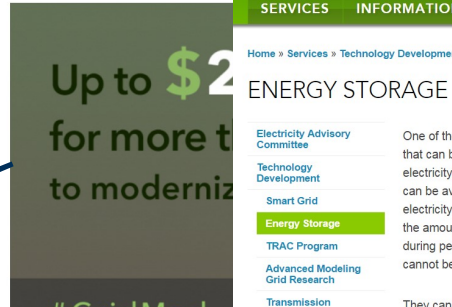 Up to $2
for more
to moderniz
SERVICES INFORMATION
Home » Services » Technology Developme
ENERGY STORAGE
Electricity Advisory
Committee
Technology
Development
Smart Grid
Energy Storage
TRAC Program
Advanced Modeling
Grid Research
Transmission
One of th
that can b
electricity
can be av
electricity
the amou
during pe
cannot be
They can